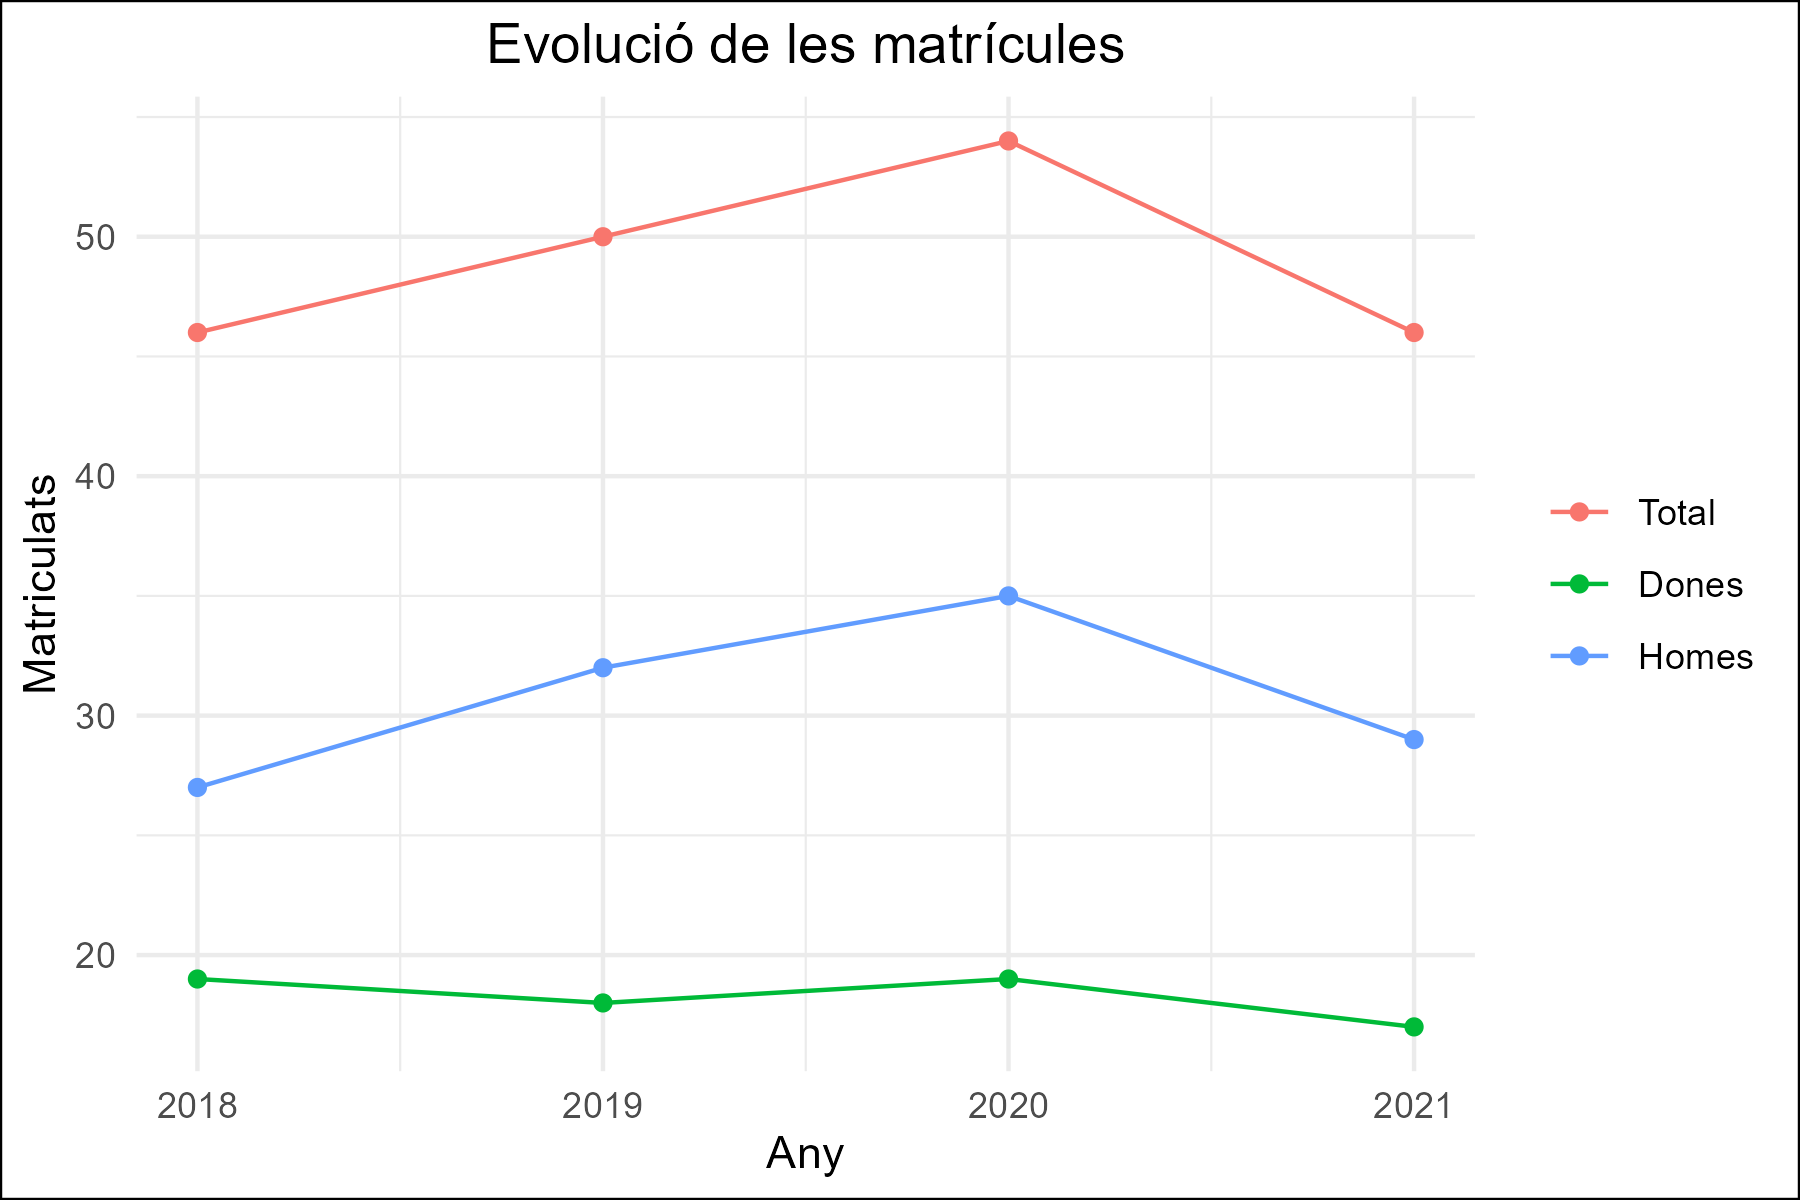 Evolució de les matrícules
Matriculats
50
40
30
20
2018 2019 2020 2021
Any
Total
Dones
Homes